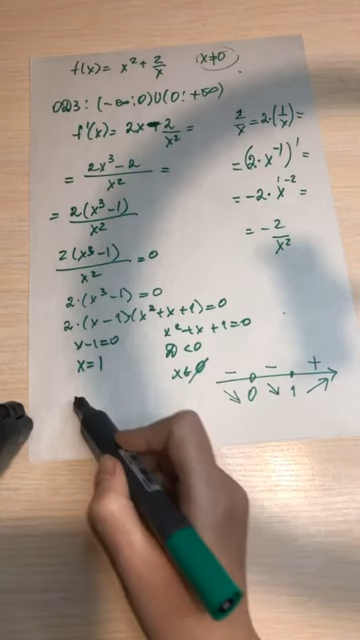 f(x) = x² + 2/x x≠0
ОДЗ: (-∞; 0)∪(0; +∞)
f'(x) = 2x - 2/x² =
= (2x³ - 2)/x² =
= 2(x³-1)/x²
2(x³-1)/x² = 0
2·(x³-1) = 0
2·(x-1)·(x²+x+1) = 0
x-1=0 x²+x+1=0
x=1 D<0
x∈∅
2/x = 2·(1/x) =
= (2·x⁻¹)' =
= -2·x⁻² =
= -2/x²
- - +
↘ 0 ↘ 1 ↗